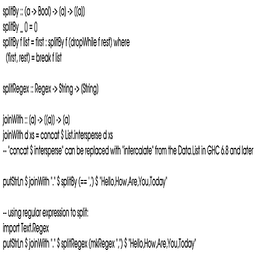 splitBy :: (a -> Bool) -> (a) -> ((a))
splitBy _ () = ()
splitBy f list = first : splitBy f (dropWhile f rest) where
(first, rest) = break f list
splitRegex :: Regex -> String -> (String)
joinWith :: (a) -> ((a)) -> (a)
joinWith d xs = concat $ List.intersperse d xs
-- "concat $ intersperse" can be replaced with "intercalate" from the Data.List in GHC 6.8 and later
putStrLn $ joinWith "." $ splitBy (== ',') $ "Hello,How,Are,You,Today"
-- using regular expression to split:
import Text.Regex
putStrLn $ joinWith "." $ splitRegex (mkRegex ",") $ "Hello,How,Are,You,Today"